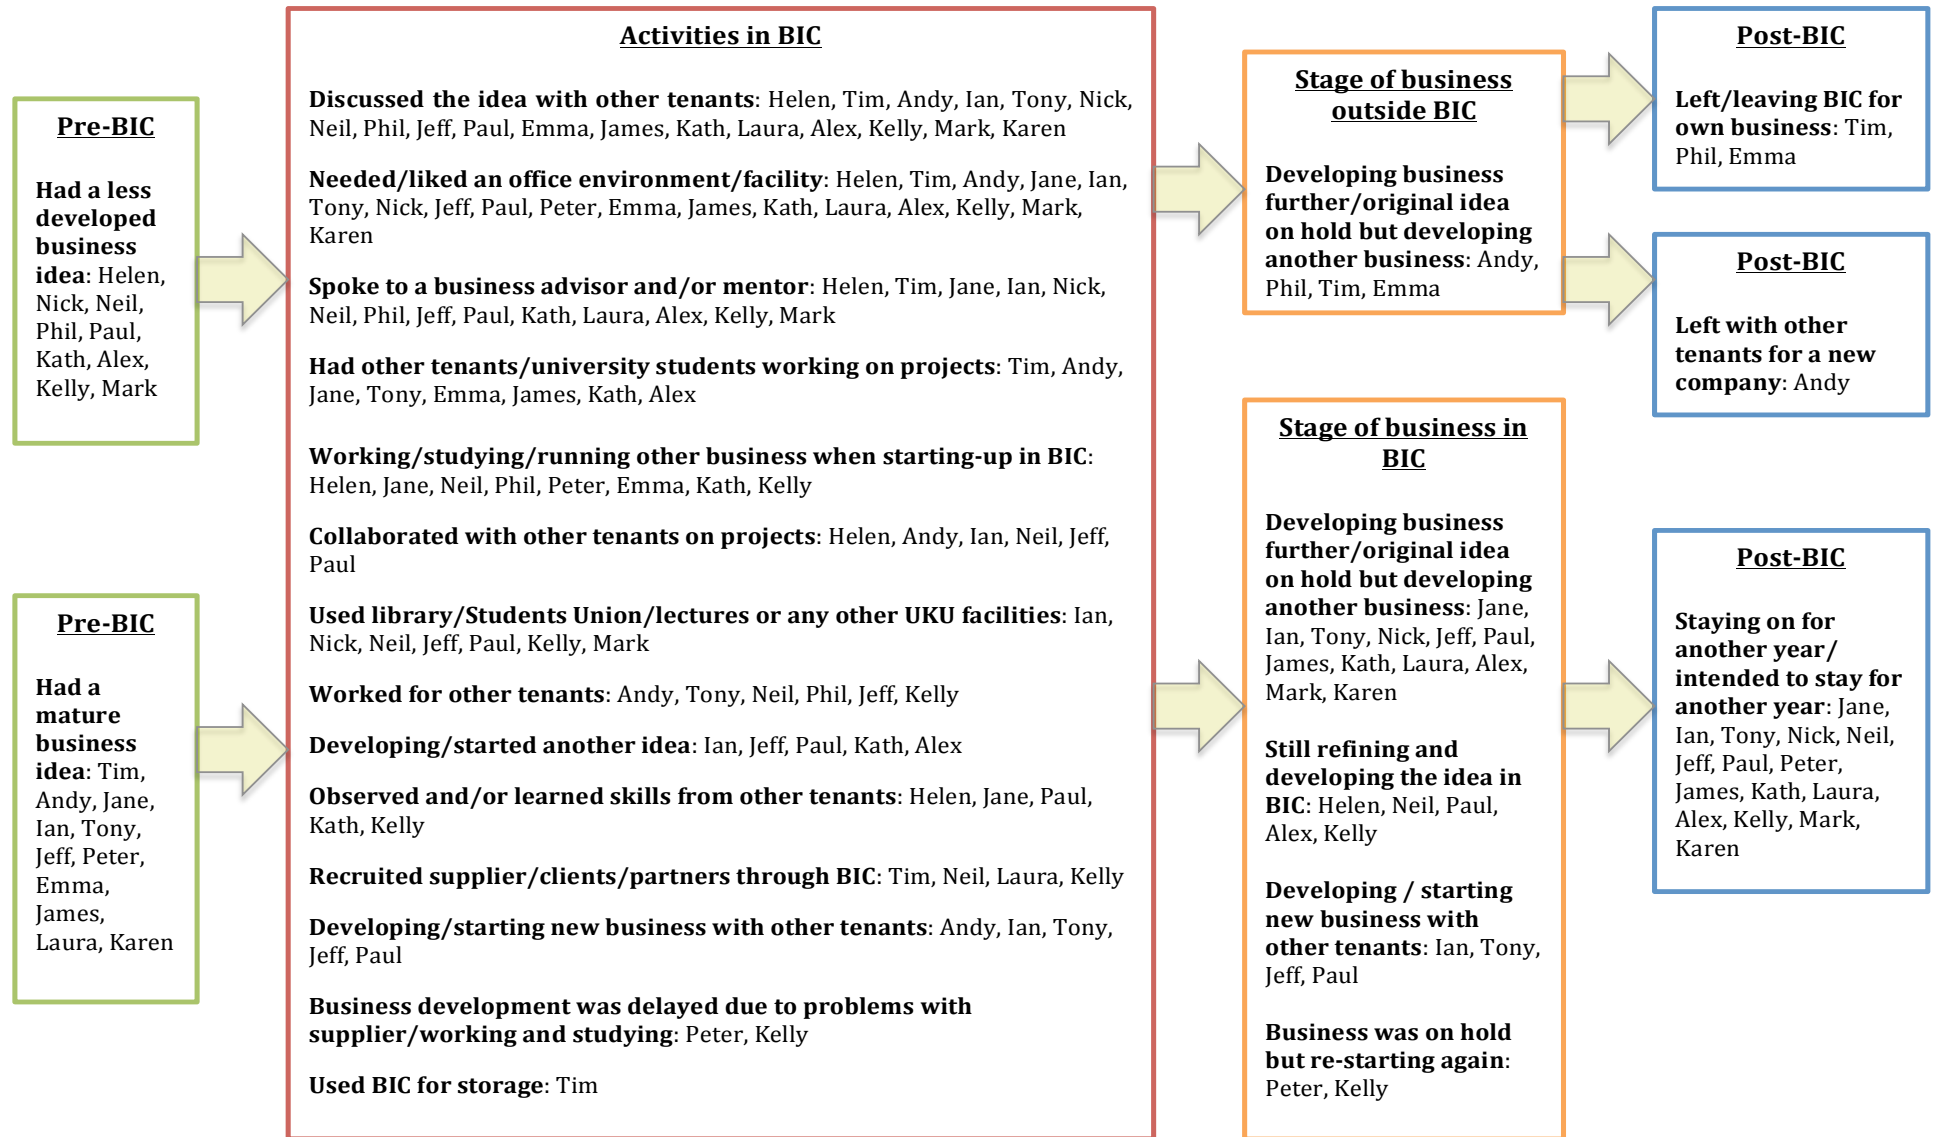 Pre-BIC
Had a less
developed
business
idea: Helen,
Nick, Neil,
Phil, Paul,
Kath, Alex,
Kelly, Mark
Pre-BIC
Had a
mature
business
idea: Tim,
Andy, Jane,
Ian, Tony,
Jeff, Peter,
Emma,
James,
Laura, Karen
Activities in BIC
Discussed the idea with other tenants: Helen, Tim, Andy, Ian, Tony, Nick,
Neil, Phil, Jeff, Paul, Emma, James, Kath, Laura, Alex, Kelly, Mark, Karen
Needed/liked an office environment/facility: Helen, Tim, Andy, Jane, Ian,
Tony, Nick, Jeff, Paul, Peter, Emma, James, Kath, Laura, Alex, Kelly, Mark,
Karen
Spoke to a business advisor and/or mentor: Helen, Tim, Jane, Ian, Nick,
Neil, Phil, Jeff, Paul, Kath, Laura, Alex, Kelly, Mark
Had other tenants/university students working on projects: Tim, Andy,
Jane, Tony, Emma, James, Kath, Alex
Working/studying/running other business when starting-up in BIC:
Helen, Jane, Neil, Phil, Peter, Emma, Kath, Kelly
Collaborated with other tenants on projects: Helen, Andy, Ian, Neil, Jeff,
Paul
Used library/Students Union/lectures or any other UKU facilities: Ian,
Nick, Neil, Jeff, Paul, Kelly, Mark
Worked for other tenants: Andy, Tony, Neil, Phil, Jeff, Kelly
Developing/started another idea: Ian, Jeff, Paul, Kath, Alex
Observed and/or learned skills from other tenants: Helen, Jane, Paul,
Kath, Kelly
Recruited supplier/clients/partners through BIC: Tim, Neil, Laura, Kelly
Developing/starting new business with other tenants: Andy, Ian, Tony,
Jeff, Paul
Business development was delayed due to problems with
supplier/working and studying: Peter, Kelly
Used BIC for storage: Tim
Stage of business
outside BIC
Developing business
further/original idea
on hold but developing
another business: Andy,
Phil, Tim, Emma
Stage of business in
BIC
Developing business
further/original idea
on hold but developing
another business: Jane,
Ian, Tony, Nick, Jeff, Paul,
James, Kath, Laura, Alex,
Mark, Karen
Still refining and
developing the idea in
BIC: Helen, Neil, Paul,
Alex, Kelly
Developing / starting
new business with
other tenants: Ian, Tony,
Jeff, Paul
Business was on hold
but re-starting again:
Peter, Kelly
Post-BIC
Left/leaving BIC for
own business: Tim,
Phil, Emma
Post-BIC
Left with other
tenants for a new
company: Andy
Post-BIC
Staying on for
another year/
intended to stay for
another year: Jane,
Ian, Tony, Nick, Neil,
Jeff, Paul, Peter,
James, Kath, Laura,
Alex, Kelly, Mark,
Karen